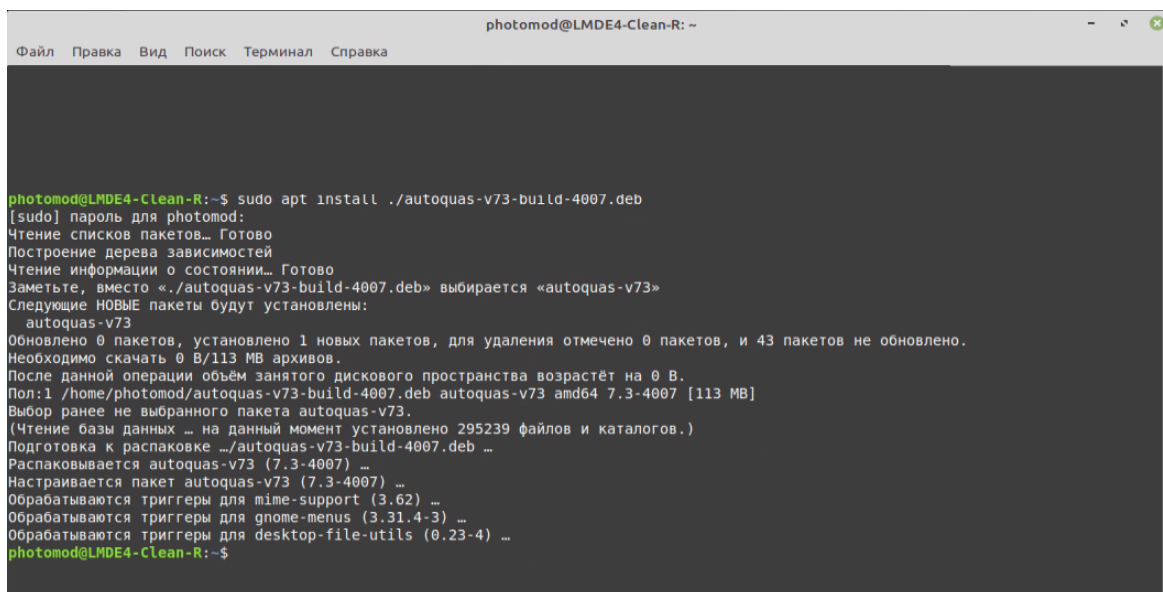 photomod@LMDE4-Clean-R: ~
Файл Правка Вид Поиск Терминал Справка
photomod@LMDE4-Clean-R:~$ sudo apt install ./autoquas-v73-build-4007.deb
[sudo] пароль для photomod:
Чтение списков пакетов… Готово
Построение дерева зависимостей
Чтение информации о состоянии… Готово
Заметьте, вместо «./autoquas-v73-build-4007.deb» выбирается «autoquas-v73»
Следующие НОВЫЕ пакеты будут установлены:
autoquas-v73
Обновлено 0 пакетов, установлено 1 новых пакетов, для удаления отмечено 0 пакетов, и 43 пакетов не обновлено.
Необходимо скачать 0 B/113 MB архивов.
После данной операции объём занятого дискового пространства возрастёт на 0 B.
Пол:1 /home/photomod/autoquas-v73-build-4007.deb autoquas-v73 amd64 7.3-4007 [113 MB]
Выбор ранее не выбранного пакета autoquas-v73.
(Чтение базы данных … на данный момент установлено 295239 файлов и каталогов.)
Подготовка к распаковке …/autoquas-v73-build-4007.deb …
Распаковывается autoquas-v73 (7.3-4007) …
Настраивается пакет autoquas-v73 (7.3-4007) …
Обрабатываются триггеры для mime-support (3.62) …
Обрабатываются триггеры для gnome-menus (3.31.4-3) …
Обрабатываются триггеры для desktop-file-utils (0.23-4) …
photomod@LMDE4-Clean-R:~$